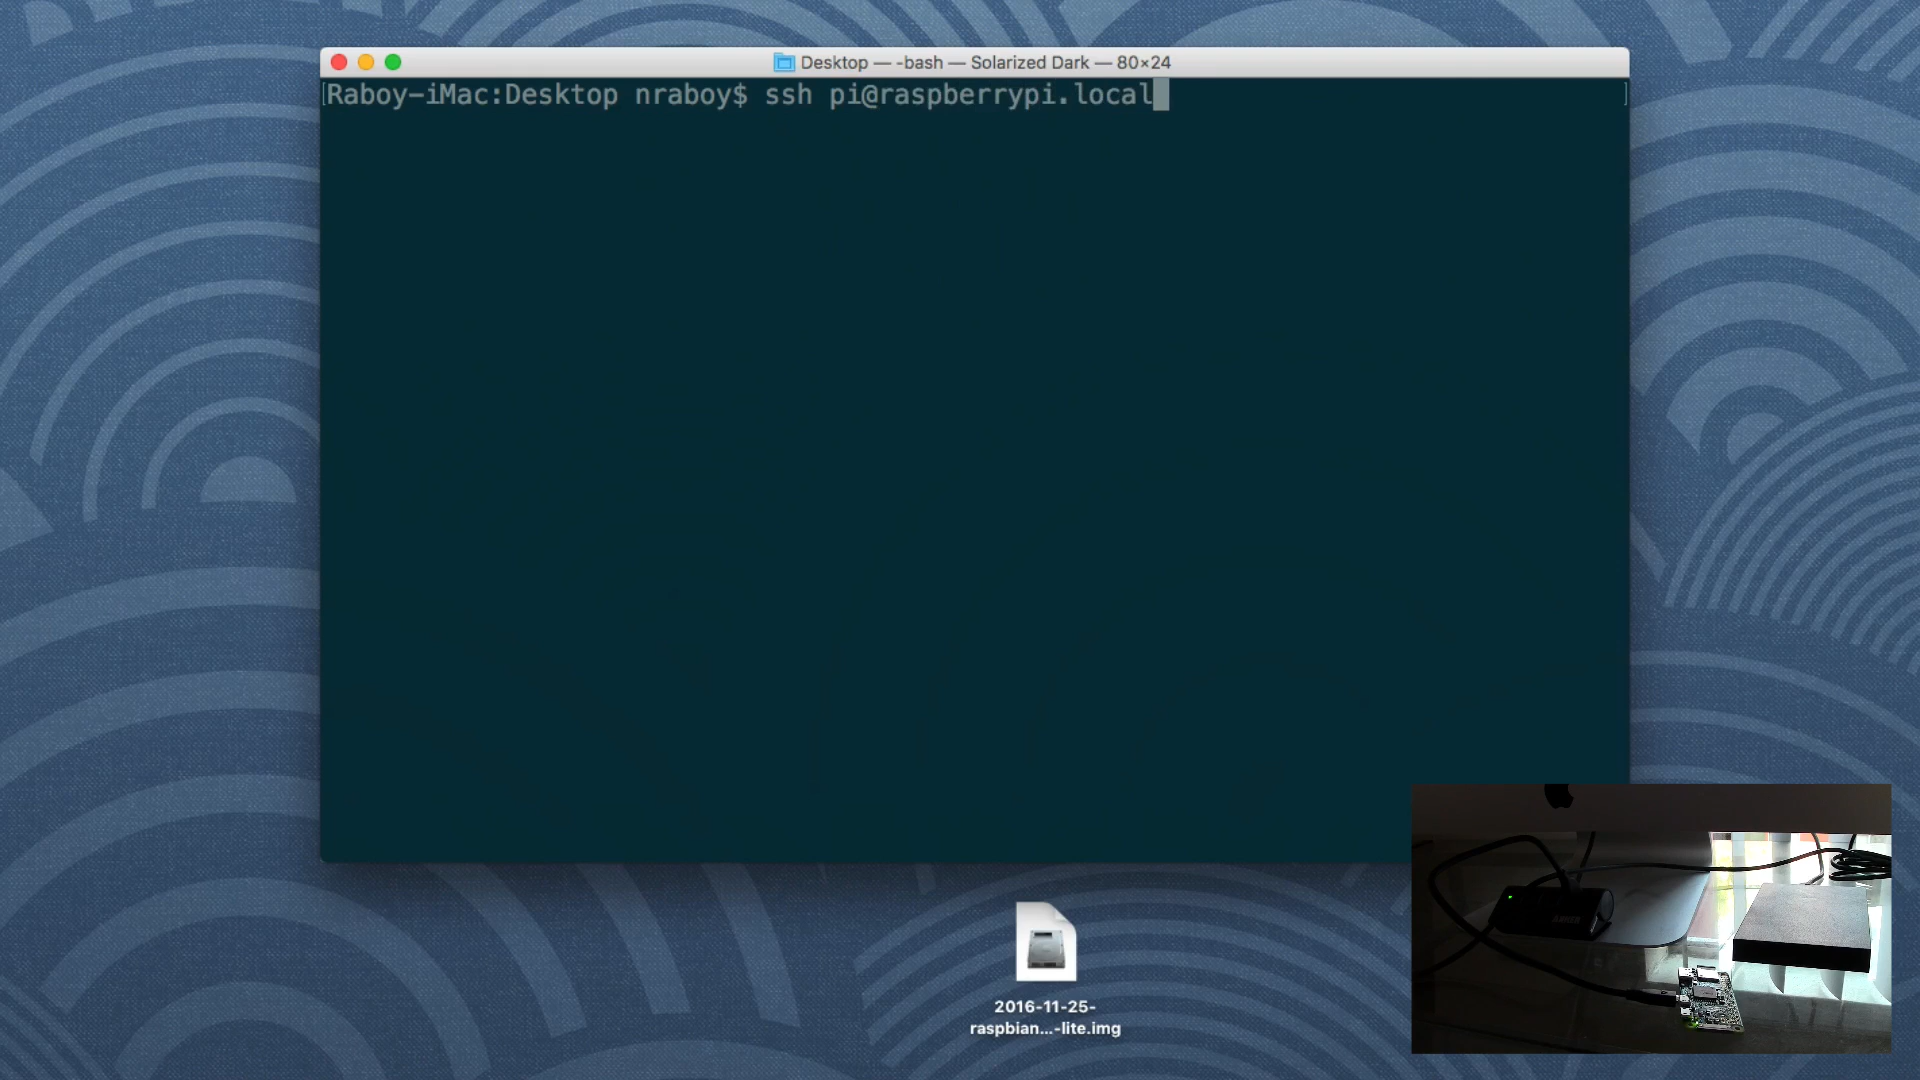 Desktop — -bash — Solarized Dark — 80×24
[Raboy-iMac:Desktop nraboy$ ssh pi@raspberrypi.local ]
2016-11-25-
raspbian...-lite.img
ANKER